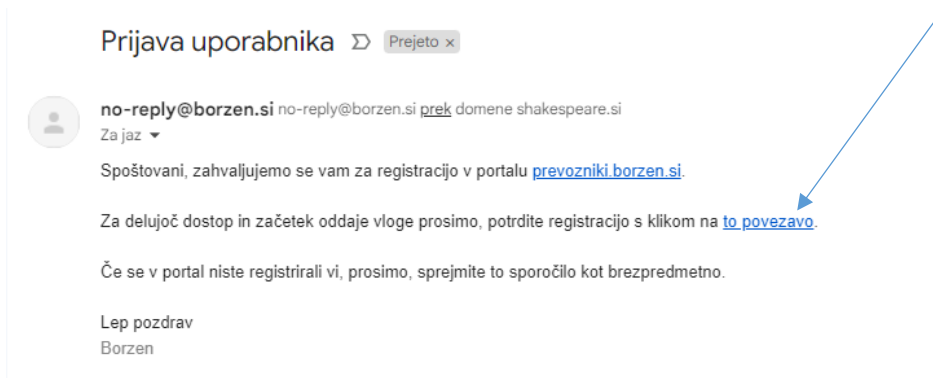 Prijava uporabnika Prejeto ×
no-reply@borzen.si no-reply@borzen.si prek domene shakespeare.si
Za jaz
Spoštovani, zahvaljujemo se vam za registracijo v portalu prevozniki.borzen.si.
Za delujoč dostop in začetek oddaje vloge prosimo, potrdite registracijo s klikom na to povezavo.
Če se v portal niste registrirali vi, prosimo, sprejmite to sporočilo kot brezpredmetno.
Lep pozdrav
Borzen